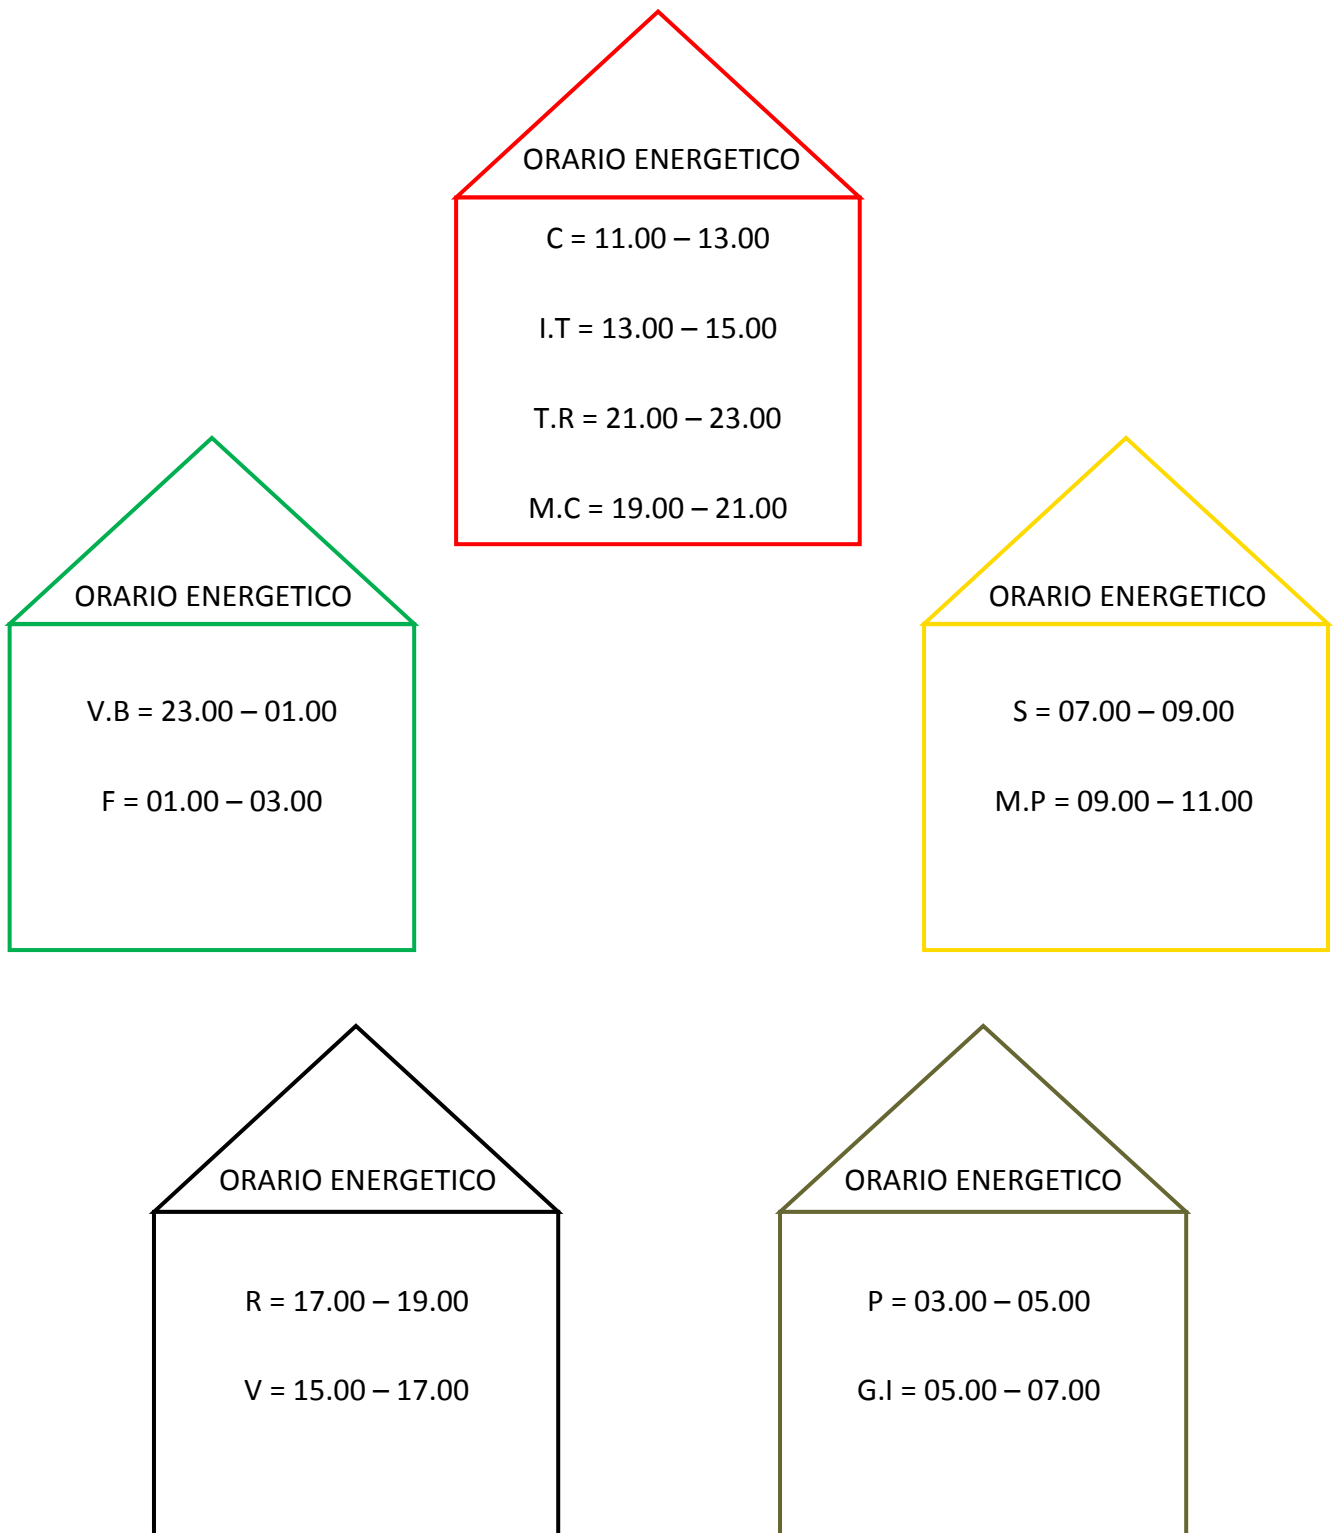 ORARIO ENERGETICO
C = 11.00 – 13.00
I.T = 13.00 – 15.00
T.R = 21.00 – 23.00
M.C = 19.00 – 21.00
ORARIO ENERGETICO
V.B = 23.00 – 01.00
F = 01.00 – 03.00
ORARIO ENERGETICO
S = 07.00 – 09.00
M.P = 09.00 – 11.00
ORARIO ENERGETICO
R = 17.00 – 19.00
V = 15.00 – 17.00
ORARIO ENERGETICO
P = 03.00 – 05.00
G.I = 05.00 – 07.00